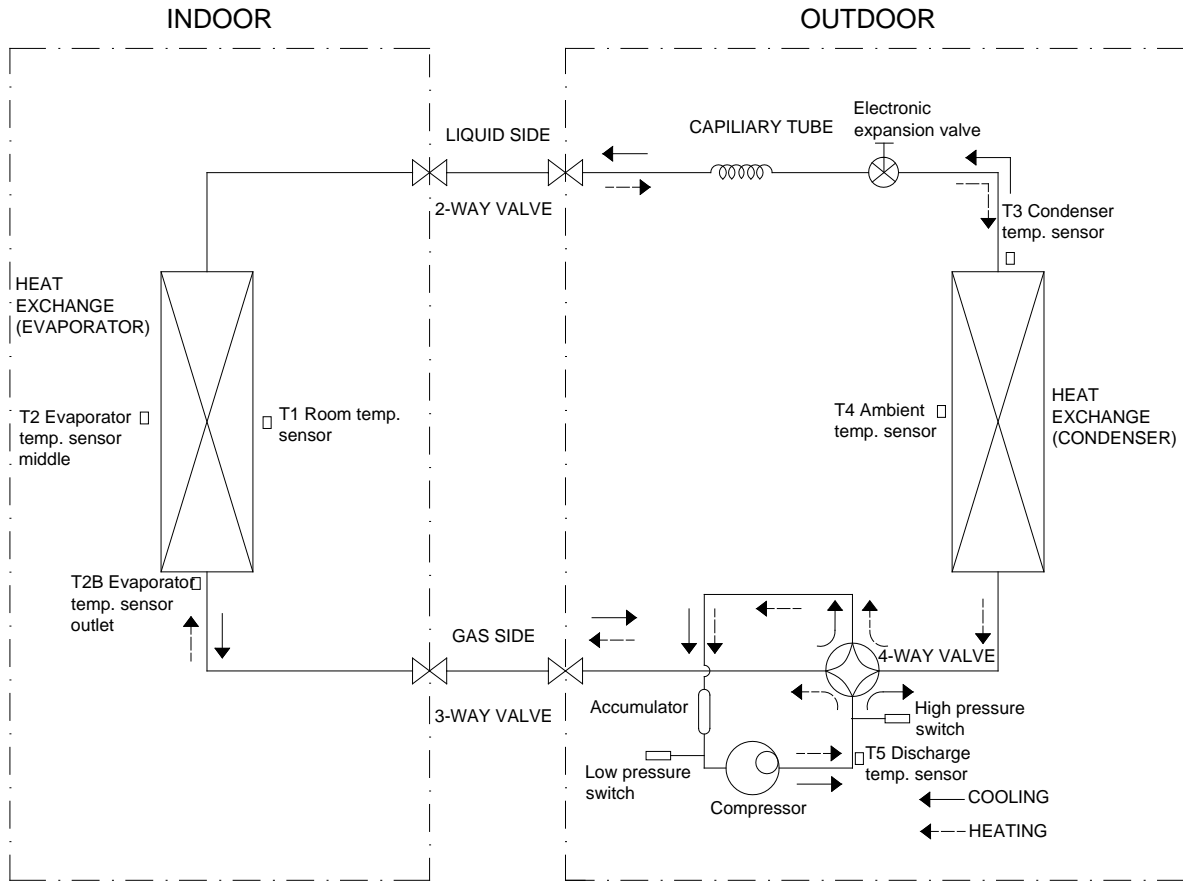 INDOOR
OUTDOOR
LIQUID SIDE
CAPILIARY TUBE
Electronic
expansion valve
2-WAY VALVE
T3 Condenser
temp. sensor
HEAT
EXCHANGE
(EVAPORATOR)
T2 Evaporator
temp. sensor
middle
T1 Room temp.
sensor
T4 Ambient
temp. sensor
HEAT
EXCHANGE
(CONDENSER)
T2B Evaporator
temp. sensor
outlet
GAS SIDE
3-WAY VALVE
4-WAY VALVE
Accumulator
High pressure
switch
Low pressure
switch
Compressor
T5 Discharge
temp. sensor
COOLING
HEATING